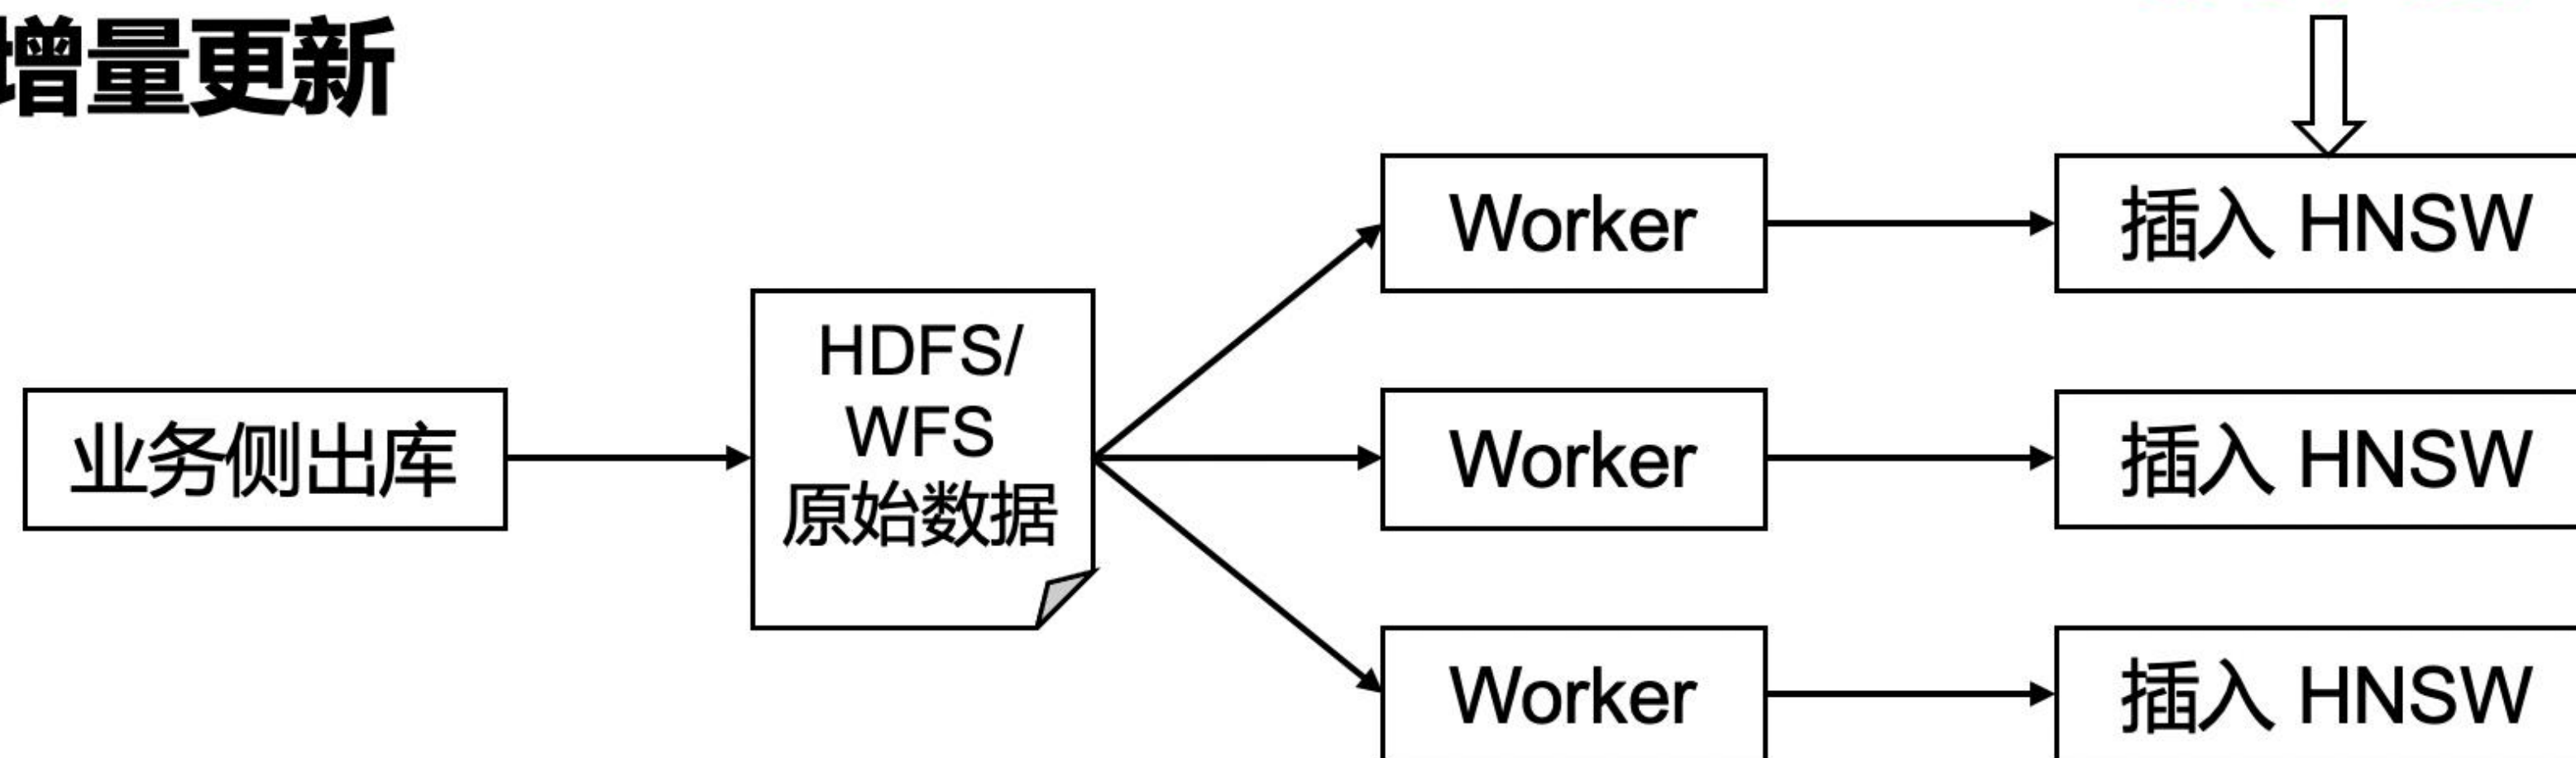 增量更新
Worker
插入 HNSW
HDFS/
WFS
原始数据
业务侧出库
Worker
插入 HNSW
Worker
插入 HNSW